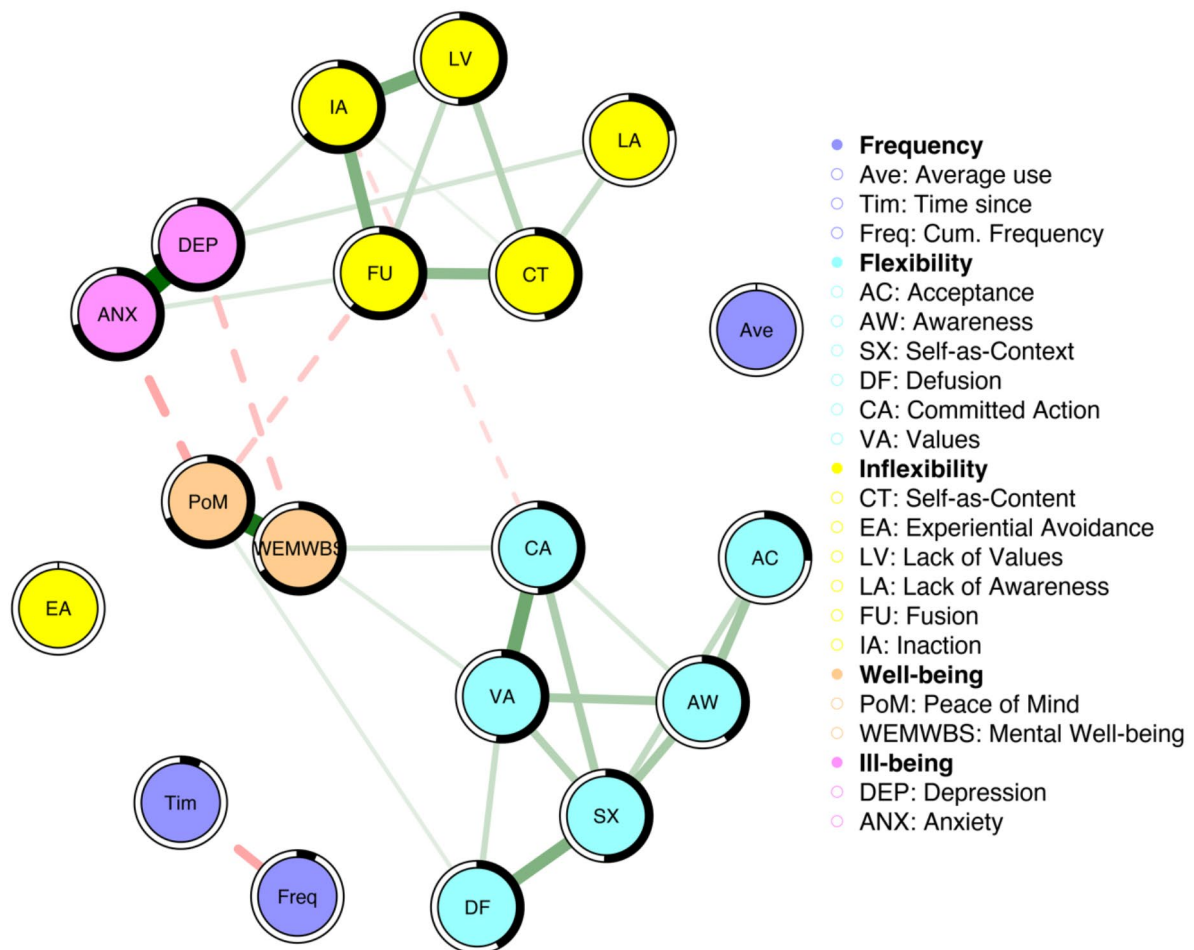 LV
IA
LA
DEP
FU
CT
ANX
Ave
PoM
WEMWBS
CA
AC
EA
VA
AW
Tim
SX
Freq
DF
Frequency
Ave: Average use
Tim: Time since
Freq: Cum. Frequency
Flexibility
AC: Acceptance
AW: Awareness
SX: Self-as-Context
DF: Defusion
CA: Committed Action
VA: Values
Inflexibility
CT: Self-as-Content
EA: Experiential Avoidance
LV: Lack of Values
LA: Lack of Awareness
FU: Fusion
IA: Inaction
Well-being
PoM: Peace of Mind
WEMWBS: Mental Well-being
Ill-being
DEP: Depression
ANX: Anxiety